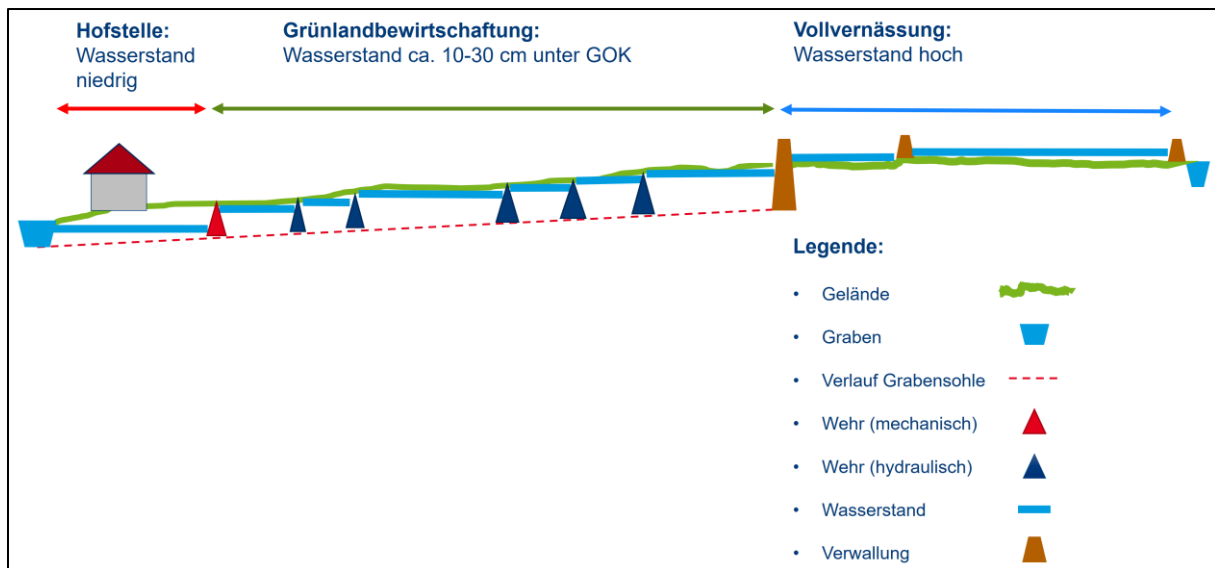 Hofstelle:
Wasserstand
niedrig
Grünlandbewirtschaftung:
Wasserstand ca. 10-30 cm unter GOK
Vollvernässung:
Wasserstand hoch
Legende:
• Gelände
• Graben
• Verlauf Grabensohle
• Wehr (mechanisch)
• Wehr (hydraulisch)
• Wasserstand
• Verwallung